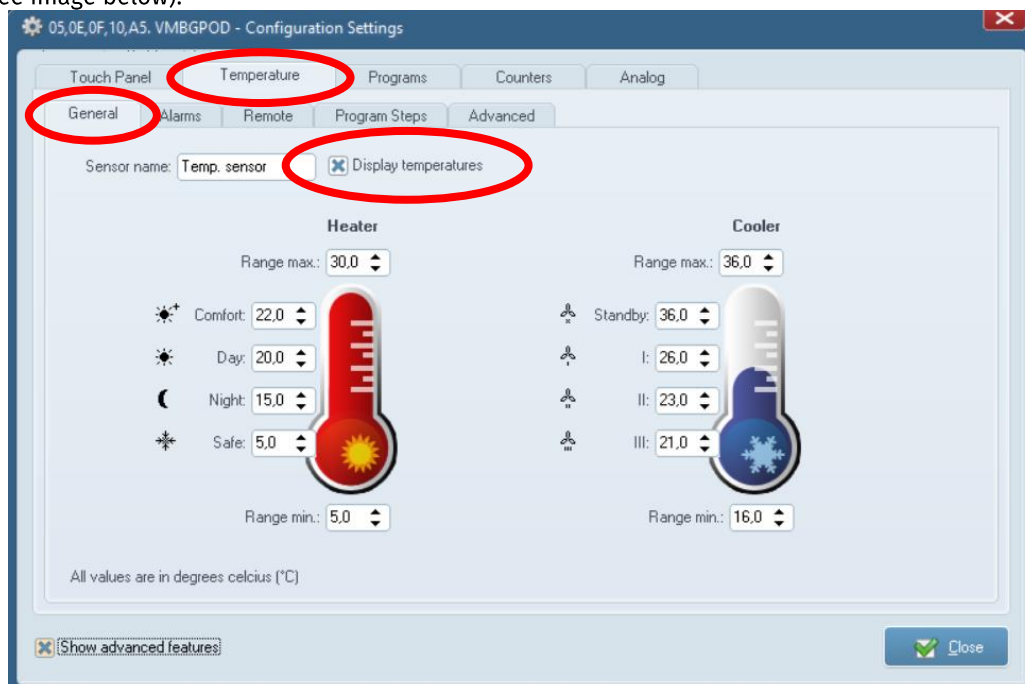 ee image below).
05,0E,0F,10,A5. VMBGPOD - Configuration Settings
Touch Panel Temperature Programs Counters Analog
General Alarms Remote Program Steps Advanced
Sensor name: Temp. sensor Display temperatures
Heater Cooler
Range max.: 30,0 Range max.: 36,0
Comfort: 22,0 Standby: 36,0
Day: 20,0 I: 26,0
Night: 15,0 II: 23,0
Safe: 5,0 III: 21,0
Range min.: 5,0 Range min.: 16,0
All values are in degrees celcius (°C)
Show advanced features Close